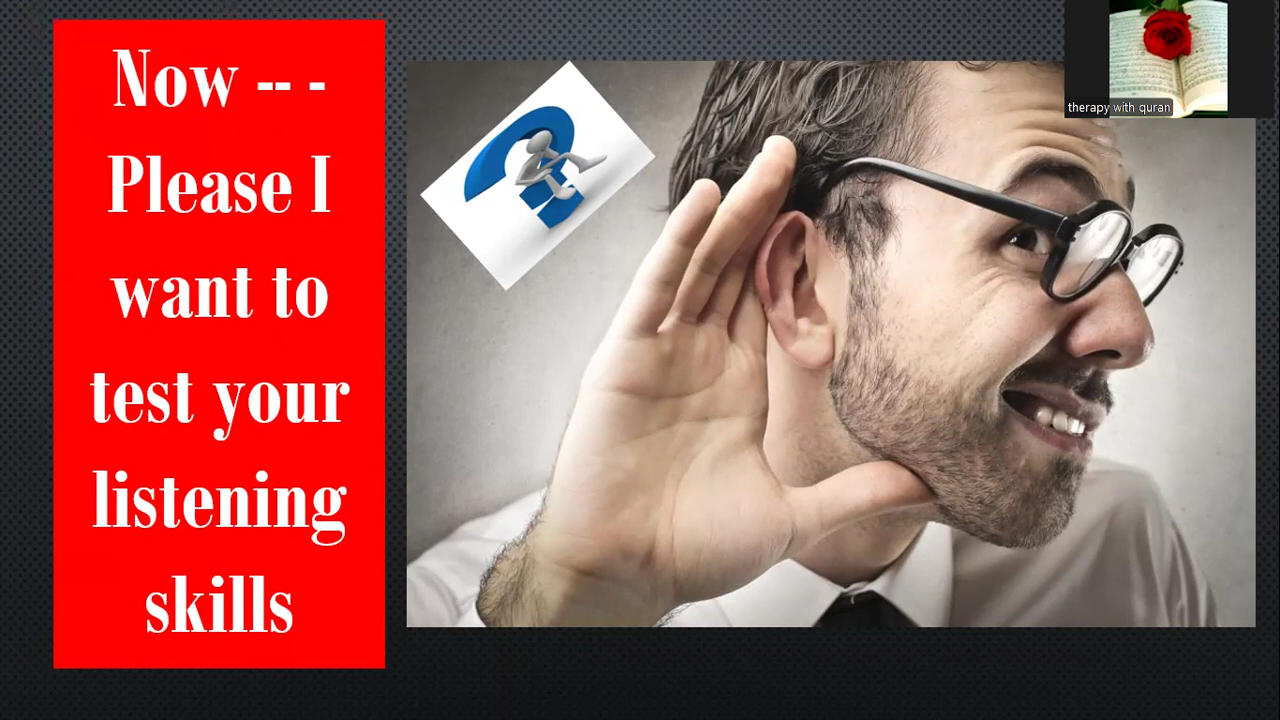 Now -- -
Please I
want to
test your
listening
skills
therapy with quran